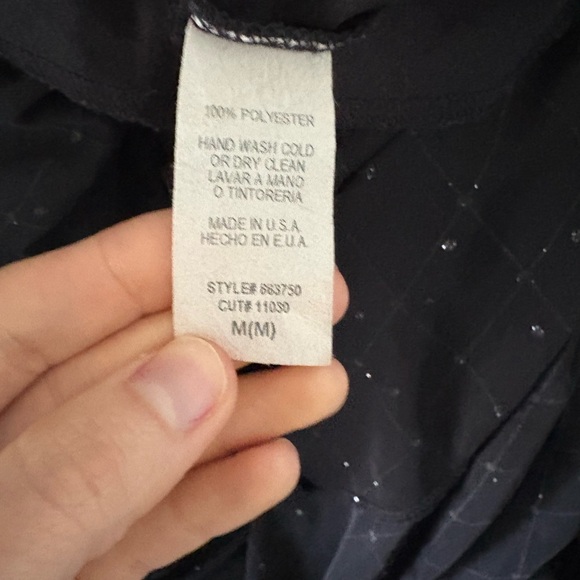 100% POLYESTER
HAND WASH COLD
OR DRY CLEAN
LAVAR A MANO
O TINTORERIA
MADE IN U.S.A.
HECHO EN E.U.A.
STYLE# 663750
CUT# 11030
M(M)